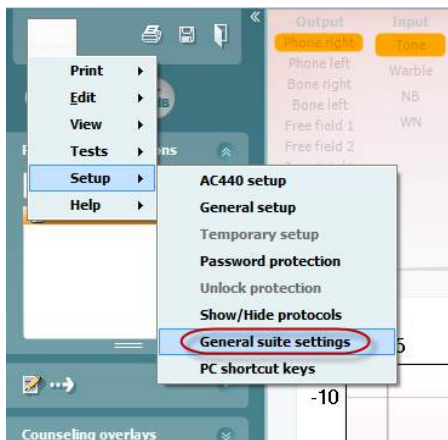 Output
Input
Phone right
Tone
Phone left
Warble
Bone right
NB
Bone left
WN
Free field 1
Free field 2
Print
Edit
View
Tests
Setup
Help
AC440 setup
General setup
Temporary setup
Password protection
Unlock protection
Show/Hide protocols
General suite settings
PC shortcut keys
-10
Counseling overlays